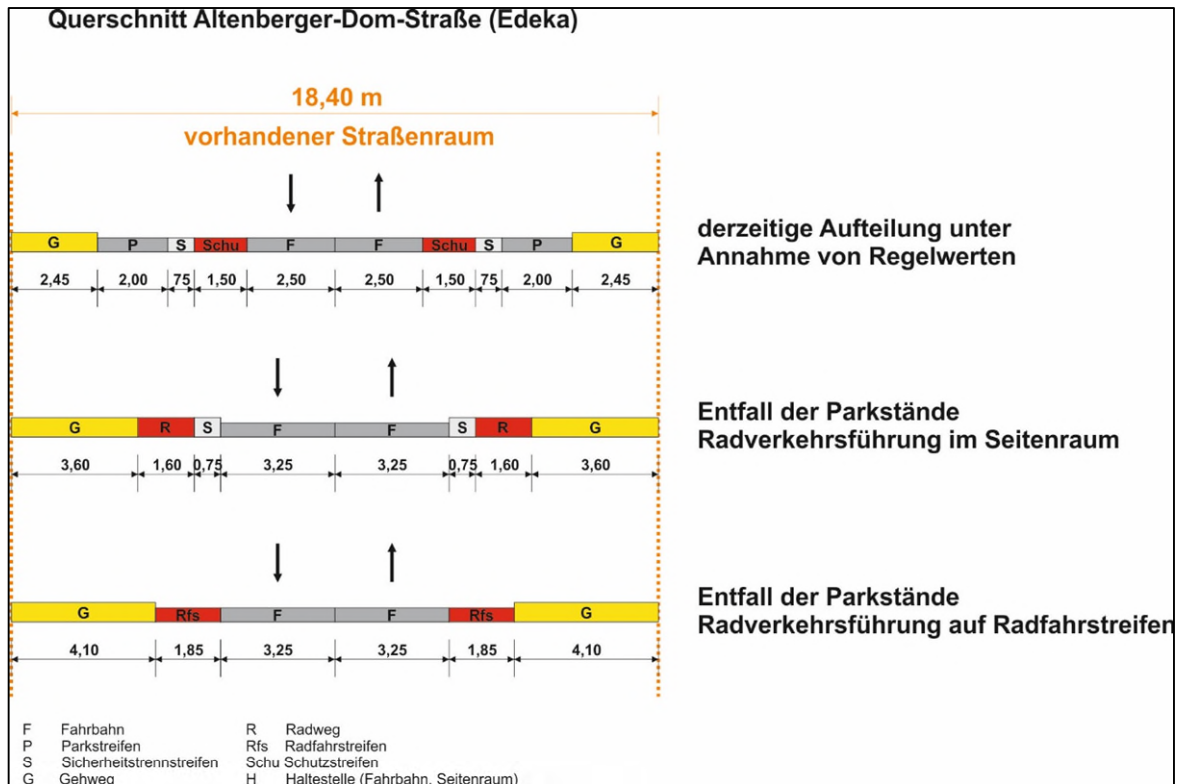 Querschnitt Altenberger-Dom-Straße (Edeka)
18,40 m
vorhandener Straßenraum
G P S Schu F F Schu S P G
2,45 2,00 75 1,50 2,50 2,50 1,50 75 2,00 2,45
derzeitige Aufteilung unter
Annahme von Regelwerten
G R S F F S R G
3,60 1,60 0,75 3,25 3,25 0,75 1,60 3,60
Entfall der Parkstände
Radverkehrsführung im Seitenraum
G Rfs F F Rfs G
4,10 1,85 3,25 3,25 1,85 4,10
Entfall der Parkstände
Radverkehrsführung auf Radfahrstreifen
F Fahrbahn R Radweg
P Parkstreifen Rfs Radfahrstreifen
S Sicherheitstrennstreifen Schu Schutzstreifen
G Gehweg H Haltestelle (Fahrbahn, Seitenraum)